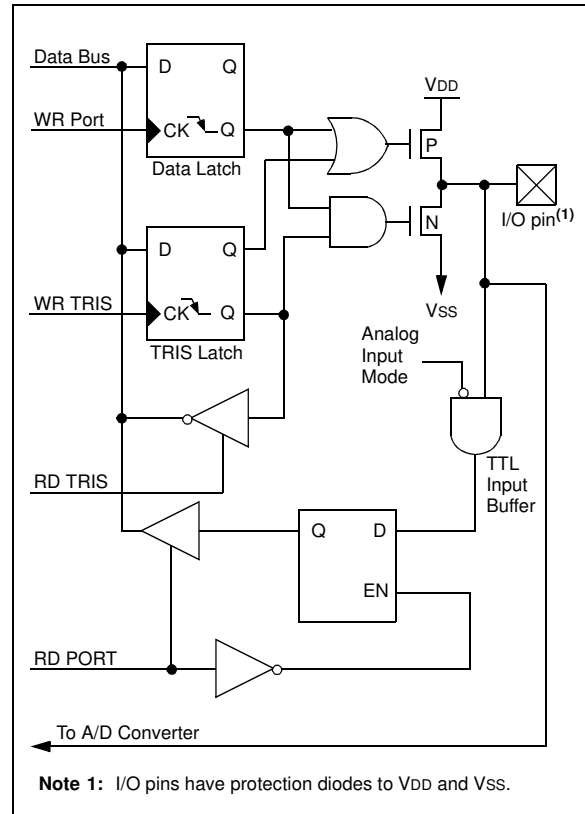 Data Bus
D Q
VDD
WR Port
CK Q
P
Data Latch
I/O pin(1)
N
D Q
WR TRIS
CK Q
VSS
TRIS Latch
Analog
Input
Mode
TTL
Input
Buffer
RD TRIS
Q D
EN
RD PORT
To A/D Converter
Note 1: I/O pins have protection diodes to VDD and VSS.